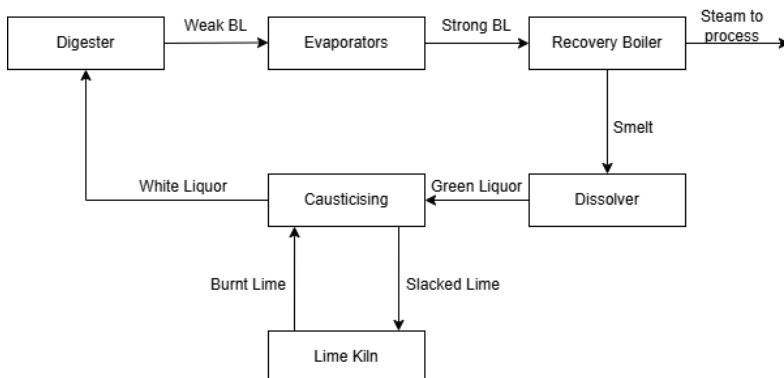 Steam to
process
Weak BL
Strong BL
Digester
Evaporators
Recovery Boiler
Smelt
White Liquor
Green Liquor
Causticising
Dissolver
Burnt Lime
Slacked Lime
Lime Kiln